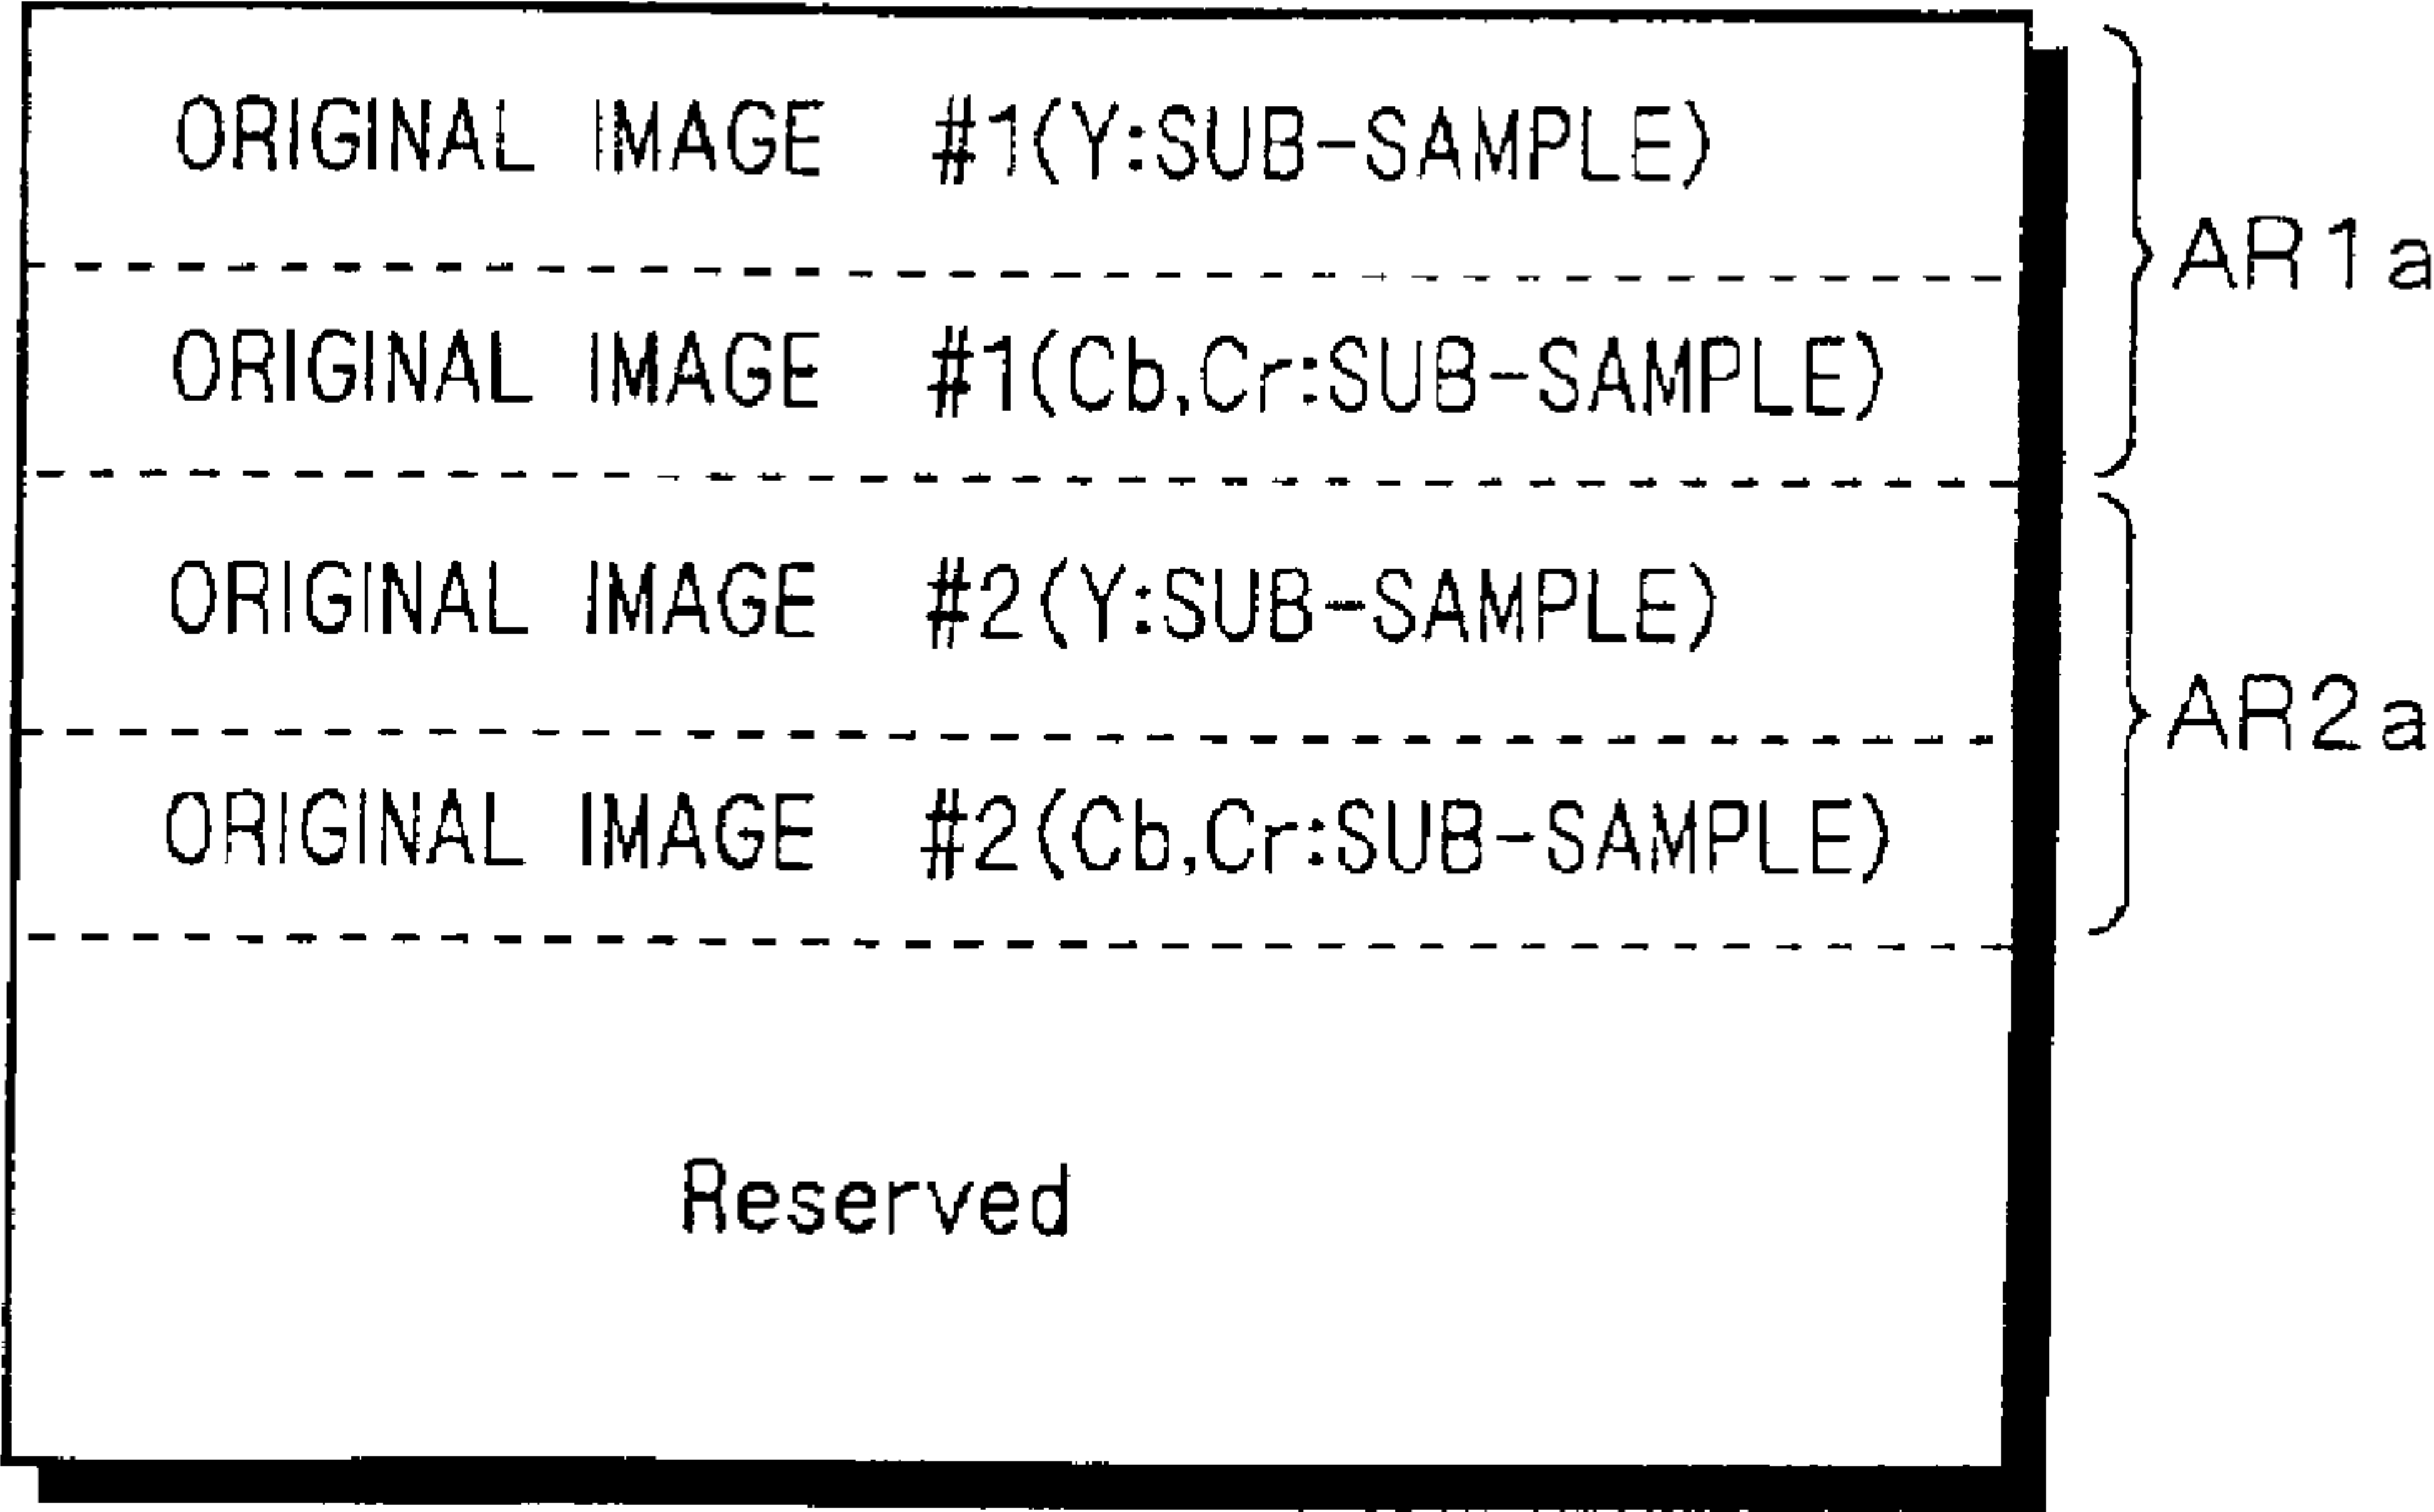 ORIGINAL IMAGE #1(Y:SUB-SAMPLE)
AR1a
ORIGINAL IMAGE #1(Cb,Cr:SUB-SAMPLE)
ORIGINAL IMAGE #2(Y:SUB-SAMPLE)
AR2a
ORIGINAL IMAGE #2(Cb,Cr:SUB-SAMPLE)
Reserved